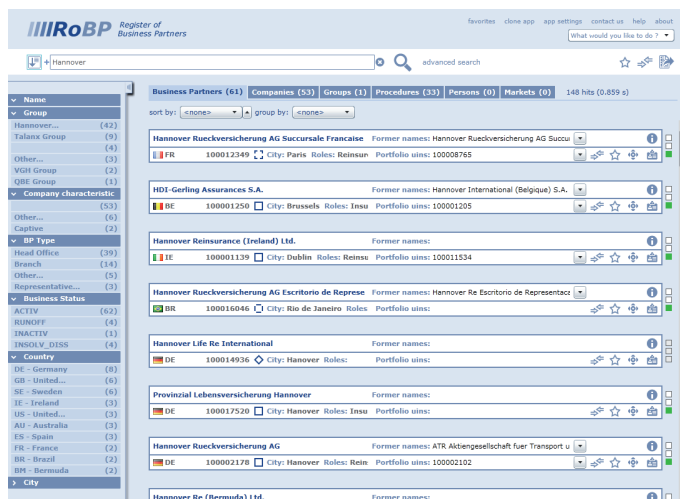 RoBP Register of
Business Partners
favorites clone app app settings contact us help about
What would you like to do ?
+ Hannover
advanced search
Business Partners (61) Companies (53) Groups (1) Procedures (33) Persons (0) Markets (0) 148 hits (0.859 s)
sort by: <none> group by: <none>
Name
Group
Hannover... (42)
Talanx Group (9)
(4)
Other... (3)
VGH Group (2)
QBE Group (1)
Company characteristic
(53)
Other... (6)
Captive (2)
BP Type
Head Office (39)
Branch (14)
Other... (5)
Representative... (3)
Business Status
ACTIV (62)
RUNOFF (4)
INACTIV (1)
INSOLV_DISS (4)
Country
DE - Germany (8)
GB - United... (6)
SE - Sweden (6)
IE - Ireland (3)
US - United... (3)
AU - Australia (3)
ES - Spain (3)
FR - France (2)
BR - Brazil (2)
BM - Bermuda (2)
City
Hannover Rueckversicherung AG Succursale Francaise Former names: Hannover Rueckversicherung AG Succur
FR 100012349 City: Paris Roles: Reinsur Portfolio uins: 100008765
HDI-Gerling Assurances S.A. Former names: Hannover International (Belgique) S.A.
BE 100001250 City: Brussels Roles: Insu Portfolio uins: 100001205
Hannover Reinsurance (Ireland) Ltd. Former names:
IE 100001139 City: Dublin Roles: Reinsu Portfolio uins: 100011534
Hannover Rueckversicherung AG Escritorio de Represe Former names: Hannover Re Escritorio de Representaca
BR 100016046 City: Rio de Janeiro Roles Portfolio uins:
Hannover Life Re International Former names:
DE 100014936 City: Hanover Roles: Portfolio uins:
Provinzial Lebensversicherung Hannover Former names:
DE 100017520 City: Hanover Roles: Insu Portfolio uins:
Hannover Rueckversicherung AG Former names: ATR Aktiengesellschaft fuer Transport u
DE 100002178 City: Hanover Roles: Rein Portfolio uins: 100002102
Hannover Re (Bermuda) Ltd. Former names: